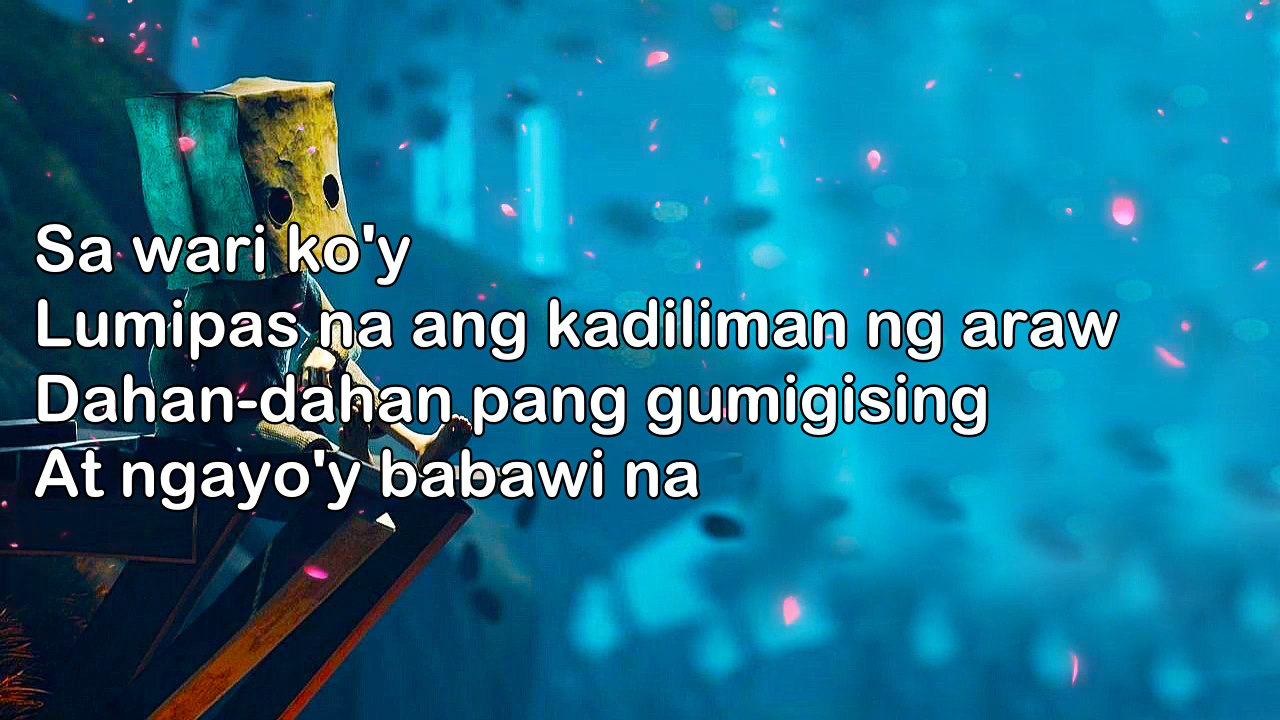 Sa wari ko'y
Lumipas na ang kadiliman ng araw
Dahan-dahan pang gumigising
At ngayo'y babawi na